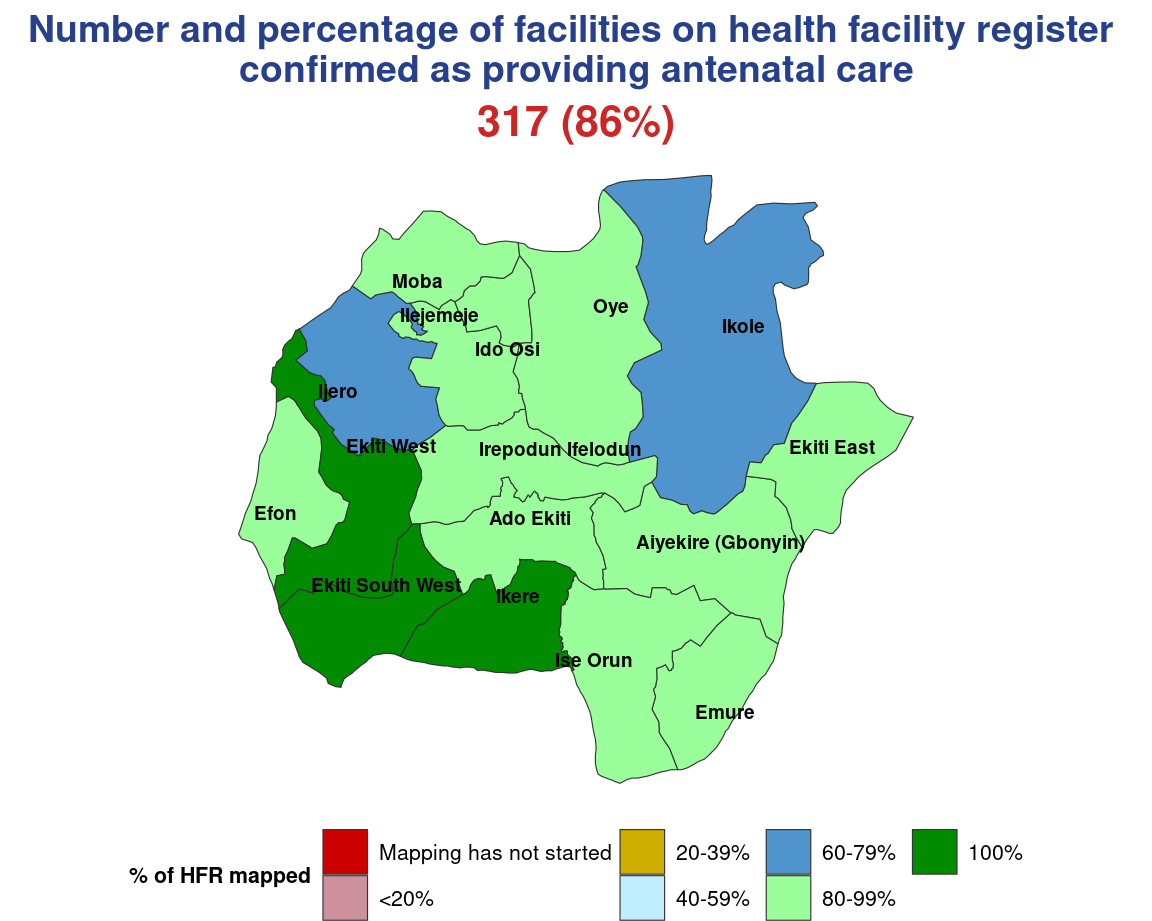 Number and percentage of facilities on health facility register
confirmed as providing antenatal care
317 (86%)
Moba
Ilejemeje
Oye
Ikole
Ido Osi
Ijero
Ekiti West
Irepodun Ifelodun
Ekiti East
Efon
Ado Ekiti
Aiyekire (Gbonyin)
Ekiti South West
Ikere
Ise Orun
Emure
% of HFR mapped
Mapping has not started
<20%
20-39%
40-59%
60-79%
80-99%
100%